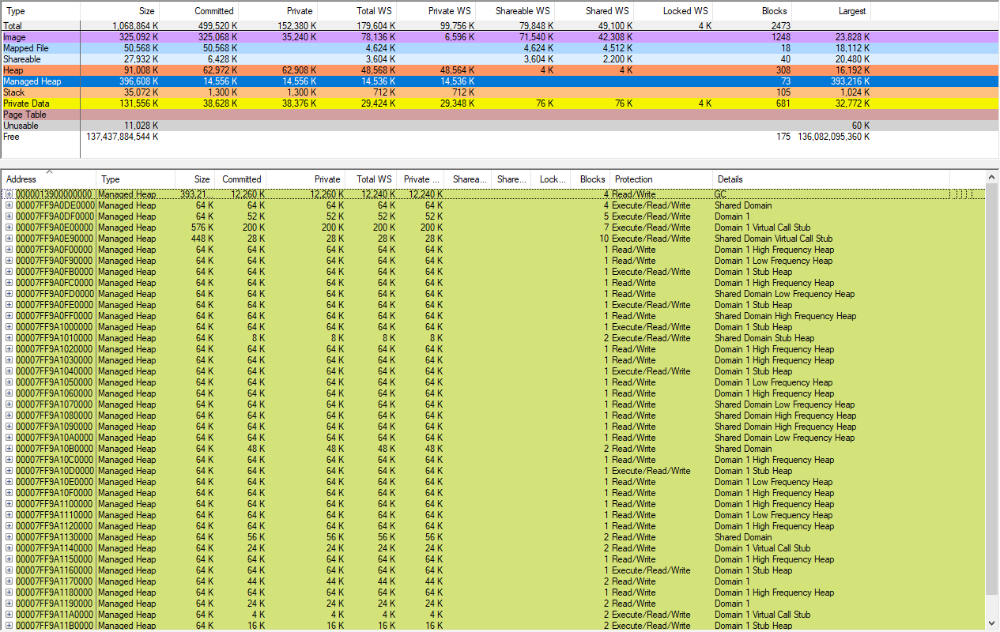 Type Size Committed Private Total WS Private WS Shareable WS Shared WS Locked WS Blocks Largest
Total 1,068,864 K 499,520 K 152,380 K 179,604 K 99,756 K 79,848 K 49,100 K 4 K 2473
Image 325,092 K 325,068 K 35,240 K 78,136 K 6,596 K 71,540 K 42,308 K 1248 23,828 K
Mapped File 50,568 K 50,568 K 4,624 K 4,624 K 4,512 K 18 18,112 K
Shareable 27,932 K 6,428 K 3,604 K 3,604 K 2,200 K 40 20,480 K
Heap 91,008 K 62,972 K 62,908 K 48,568 K 48,564 K 4 K 4 K 308 16,192 K
Managed Heap 396,608 K 14,556 K 14,556 K 14,536 K 14,536 K 73 393,216 K
Stack 35,072 K 1,300 K 1,300 K 712 K 712 K 105 1,024 K
Private Data 131,556 K 38,628 K 38,376 K 29,424 K 29,348 K 76 K 76 K 4 K 681 32,772 K
Page Table
Unusable 11,028 K 60 K
Free 137,437,884,544 K 175 136,082,095,360 K
Address Type Size Committed Private Total WS Private ... Sharea... Share... Lock... Blocks Protection Details
0000013900000000 Managed Heap 393,21... 12,260 K 12,260 K 12,240 K 12,240 K 4 Read/Write GC
00007FF9A0DE0000 Managed Heap 64 K 64 K 64 K 64 K 64 K 4 Execute/Read/Write Shared Domain
00007FF9A0DF0000 Managed Heap 64 K 52 K 52 K 52 K 52 K 5 Execute/Read/Write Domain 1
00007FF9A0E00000 Managed Heap 576 K 200 K 200 K 200 K 200 K 7 Execute/Read/Write Domain 1 Virtual Call Stub
00007FF9A0E90000 Managed Heap 448 K 28 K 28 K 28 K 28 K 10 Execute/Read/Write Shared Domain Virtual Call Stub
00007FF9A0F00000 Managed Heap 64 K 64 K 64 K 64 K 64 K 1 Read/Write Domain 1 High Frequency Heap
00007FF9A0F90000 Managed Heap 64 K 64 K 64 K 64 K 64 K 1 Read/Write Domain 1 Low Frequency Heap
00007FF9A0FB0000 Managed Heap 64 K 64 K 64 K 64 K 64 K 1 Execute/Read/Write Domain 1 Stub Heap
00007FF9A0FC0000 Managed Heap 64 K 64 K 64 K 64 K 64 K 1 Read/Write Domain 1 High Frequency Heap
00007FF9A0FD0000 Managed Heap 64 K 64 K 64 K 64 K 64 K 1 Read/Write Shared Domain Low Frequency Heap
00007FF9A0FE0000 Managed Heap 64 K 64 K 64 K 64 K 64 K 1 Execute/Read/Write Domain 1 Stub Heap
00007FF9A0FF0000 Managed Heap 64 K 64 K 64 K 64 K 64 K 1 Read/Write Shared Domain High Frequency Heap
00007FF9A1000000 Managed Heap 64 K 64 K 64 K 64 K 64 K 1 Execute/Read/Write Domain 1 Stub Heap
00007FF9A1010000 Managed Heap 64 K 8 K 8 K 8 K 8 K 2 Execute/Read/Write Shared Domain Stub Heap
00007FF9A1020000 Managed Heap 64 K 64 K 64 K 64 K 64 K 1 Read/Write Domain 1 High Frequency Heap
00007FF9A1030000 Managed Heap 64 K 64 K 64 K 64 K 64 K 1 Read/Write Domain 1 High Frequency Heap
00007FF9A1040000 Managed Heap 64 K 64 K 64 K 64 K 64 K 1 Execute/Read/Write Domain 1 Stub Heap
00007FF9A1050000 Managed Heap 64 K 64 K 64 K 64 K 64 K 1 Read/Write Domain 1 Low Frequency Heap
00007FF9A1060000 Managed Heap 64 K 64 K 64 K 64 K 64 K 1 Read/Write Domain 1 High Frequency Heap
00007FF9A1070000 Managed Heap 64 K 64 K 64 K 64 K 64 K 1 Read/Write Shared Domain Low Frequency Heap
00007FF9A1080000 Managed Heap 64 K 64 K 64 K 64 K 64 K 1 Read/Write Shared Domain High Frequency Heap
00007FF9A1090000 Managed Heap 64 K 64 K 64 K 64 K 64 K 1 Read/Write Shared Domain High Frequency Heap
00007FF9A10A0000 Managed Heap 64 K 64 K 64 K 64 K 64 K 1 Read/Write Shared Domain Low Frequency Heap
00007FF9A10B0000 Managed Heap 64 K 48 K 48 K 48 K 48 K 2 Read/Write Shared Domain
00007FF9A10C0000 Managed Heap 64 K 64 K 64 K 64 K 64 K 1 Read/Write Domain 1 High Frequency Heap
00007FF9A10D0000 Managed Heap 64 K 64 K 64 K 64 K 64 K 1 Execute/Read/Write Domain 1 Stub Heap
00007FF9A10E0000 Managed Heap 64 K 64 K 64 K 64 K 64 K 1 Read/Write Domain 1 Low Frequency Heap
00007FF9A10F0000 Managed Heap 64 K 64 K 64 K 64 K 64 K 1 Read/Write Domain 1 High Frequency Heap
00007FF9A1100000 Managed Heap 64 K 64 K 64 K 64 K 64 K 1 Read/Write Domain 1 High Frequency Heap
00007FF9A1110000 Managed Heap 64 K 64 K 64 K 64 K 64 K 1 Read/Write Domain 1 Low Frequency Heap
00007FF9A1120000 Managed Heap 64 K 64 K 64 K 64 K 64 K 1 Read/Write Domain 1 High Frequency Heap
00007FF9A1130000 Managed Heap 64 K 56 K 56 K 56 K 56 K 2 Read/Write Shared Domain
00007FF9A1140000 Managed Heap 64 K 24 K 24 K 24 K 24 K 2 Read/Write Domain 1 Virtual Call Stub
00007FF9A1150000 Managed Heap 64 K 64 K 64 K 64 K 64 K 1 Read/Write Domain 1 High Frequency Heap
00007FF9A1160000 Managed Heap 64 K 64 K 64 K 64 K 64 K 1 Execute/Read/Write Domain 1 Stub Heap
00007FF9A1170000 Managed Heap 64 K 44 K 44 K 44 K 44 K 2 Read/Write Domain 1
00007FF9A1180000 Managed Heap 64 K 64 K 64 K 64 K 64 K 1 Read/Write Domain 1 High Frequency Heap
00007FF9A1190000 Managed Heap 64 K 24 K 24 K 24 K 24 K 2 Read/Write Domain 1
00007FF9A11A0000 Managed Heap 64 K 4 K 4 K 4 K 4 K 2 Execute/Read/Write Domain 1 Virtual Call Stub
00007FF9A11B0000 Managed Heap 64 K 16 K 16 K 16 K 16 K 2 Execute/Read/Write Domain 1 Stub Heap